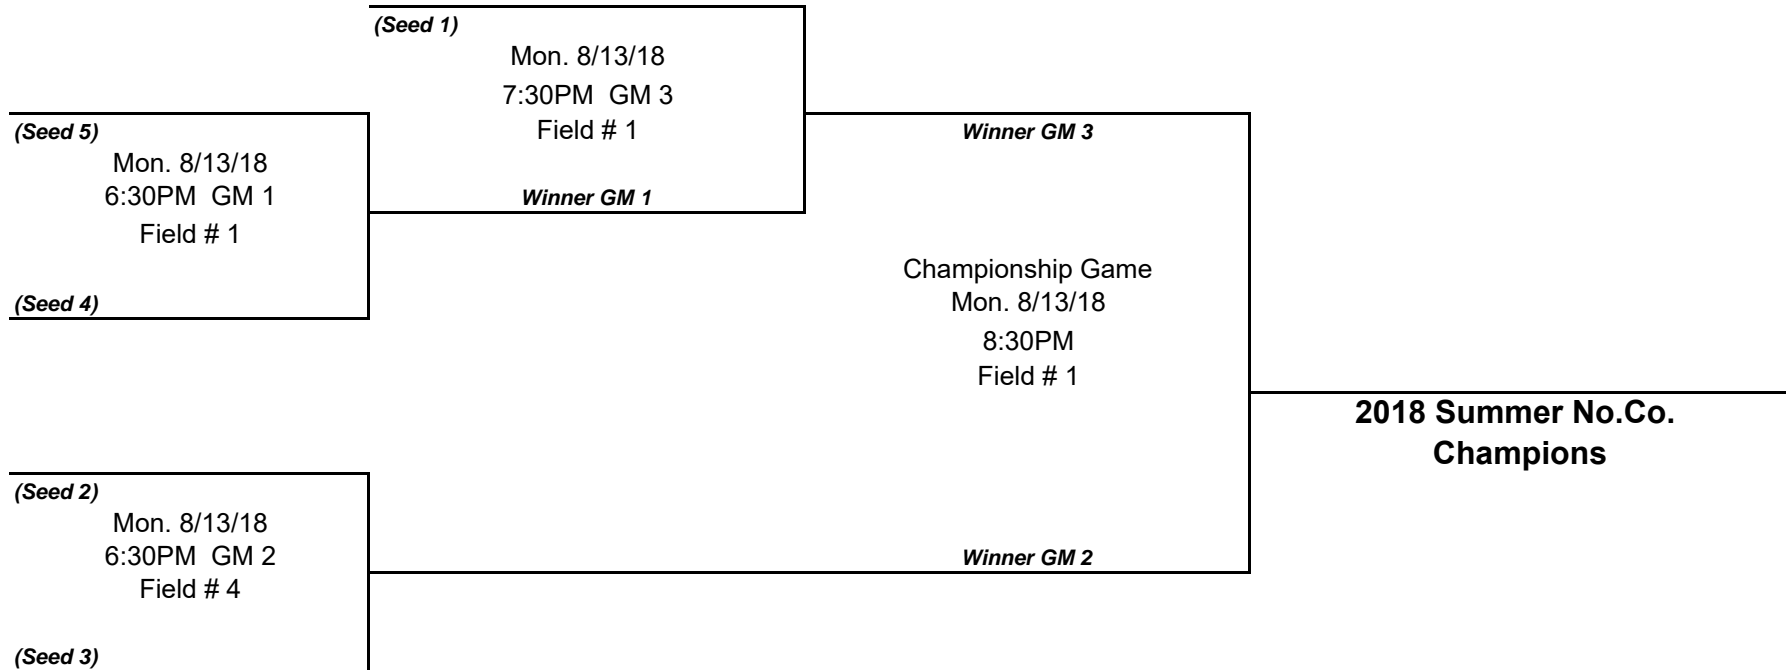 (Seed 1)
Mon. 8/13/18
7:30PM  GM 3
Field # 1
(Seed 5)
Mon. 8/13/18
6:30PM  GM 1
Field # 1
(Seed 4)
Winner GM 1
Winner GM 3
Championship Game
Mon. 8/13/18
8:30PM
Field # 1
2018 Summer No.Co.
Champions
(Seed 2)
Mon. 8/13/18
6:30PM  GM 2
Field # 4
(Seed 3)
Winner GM 2